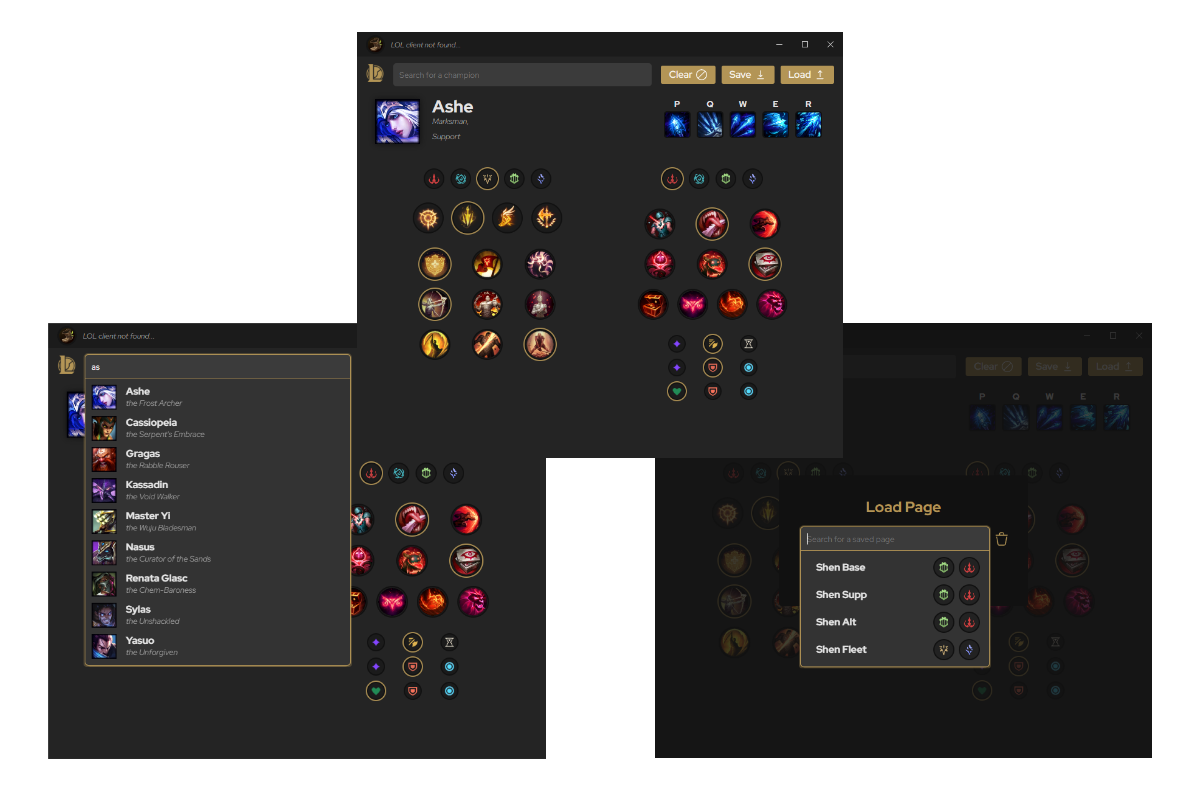 LOL client not found...
Search for a champion
Clear
Save
Load
Ashe
Marksman,
Support
P Q W E R
LOL client not found...
as
Ashe
the Frost Archer
Cassiopeia
the Serpent's Embrace
Gragas
the Rabble Rouser
Kassadin
the Void Walker
Master Yi
the Wuju Bladesman
Nasus
the Curator of the Sands
Renata Glasc
the Chem-Baroness
Sylas
the Unshackled
Yasuo
the Unforgiven
Clear
Save
Load
P Q W E R
Load Page
Search for a saved page
Shen Base
Shen Supp
Shen Alt
Shen Fleet